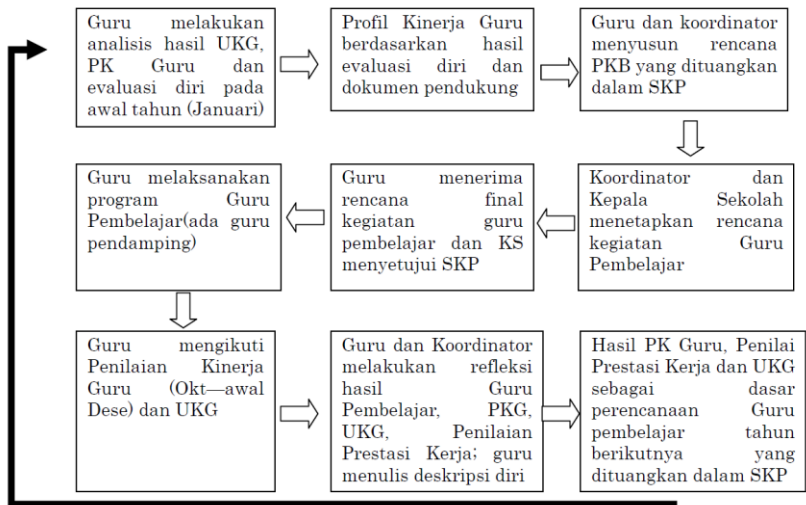 Guru melakukan
analisis hasil UKG,
PK Guru dan
evaluasi diri pada
awal tahun (Januari)
Profil Kinerja Guru
berdasarkan hasil
evaluasi diri dan
dokumen pendukung
Guru dan koordinator
menyusun rencana
PKB yang dituangkan
dalam SKP
Koordinator dan
Kepala Sekolah
menetapkan rencana
kegiatan Guru
Pembelajar
Guru menerima
rencana final
kegiatan guru
pembelajar dan KS
menyetujui SKP
Guru melaksanakan
program Guru
Pembelajar(ada guru
pendamping)
Guru mengikuti
Penilaian Kinerja
Guru (Okt—awal
Dese) dan UKG
Guru dan Koordinator
melakukan refleksi
hasil Guru
Pembelajar, PKG,
UKG, Penilaian
Prestasi Kerja; guru
menulis deskripsi diri
Hasil PK Guru, Penilai
Prestasi Kerja dan UKG
sebagai dasar
perencanaan Guru
pembelajar tahun
berikutnya yang
dituangkan dalam SKP